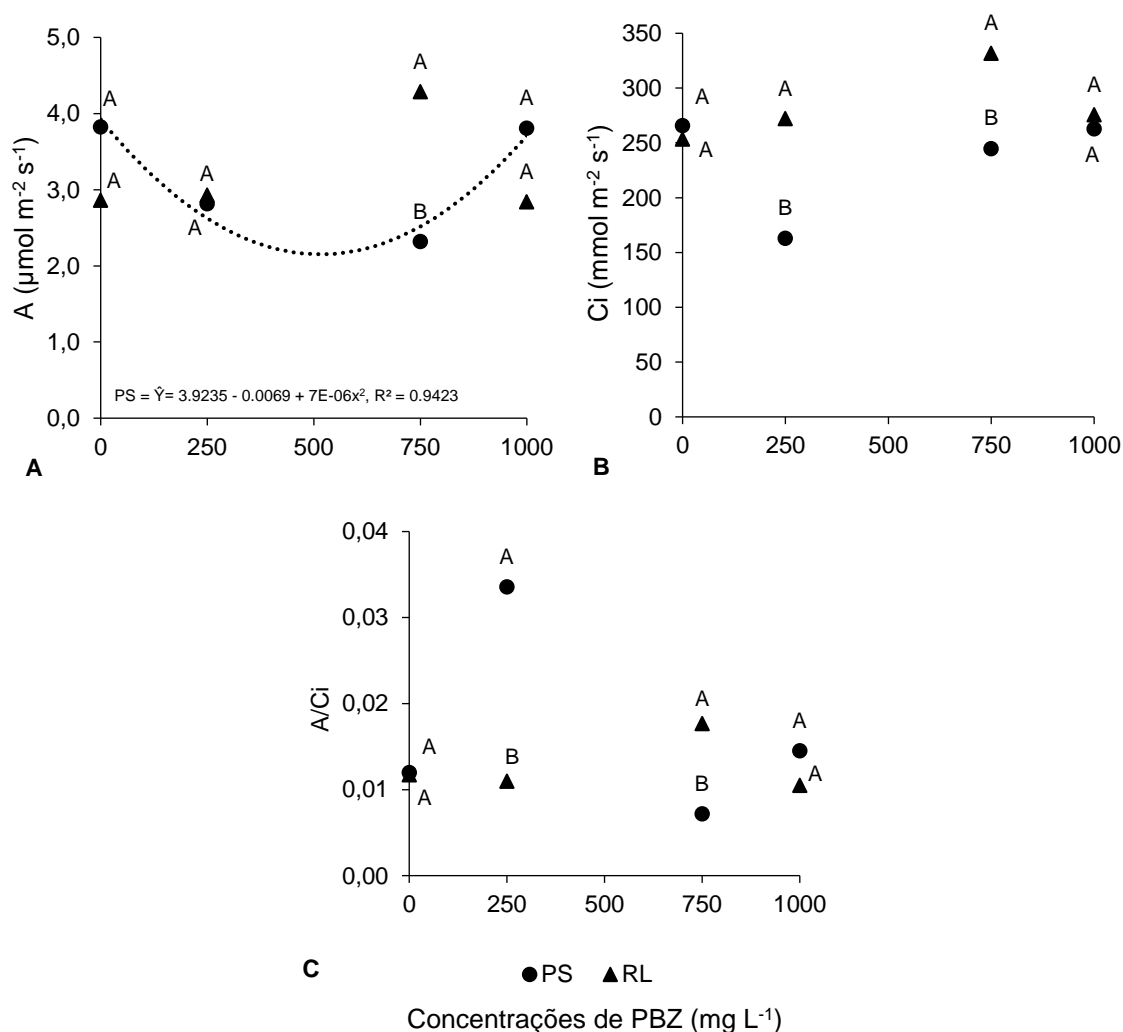 A (µmol m⁻² s⁻¹)
5,0
4,0
3,0
2,0
1,0
0,0
A
A
A
A
A
B
A
A
PS = Ŷ= 3.9235 - 0.0069 + 7E-06x², R² = 0.9423
0 250 500 750 1000
A
Ci (mmol m⁻² s⁻¹)
350
300
250
200
150
100
50
0
A
A
A
B
A
B
A
A
0 250 500 750 1000
B
A/Ci
0,04
0,03
0,02
0,01
0,00
A
A
A
B
A
B
A
A
0 250 500 750 1000
C
PS RL
Concentrações de PBZ (mg L⁻¹)